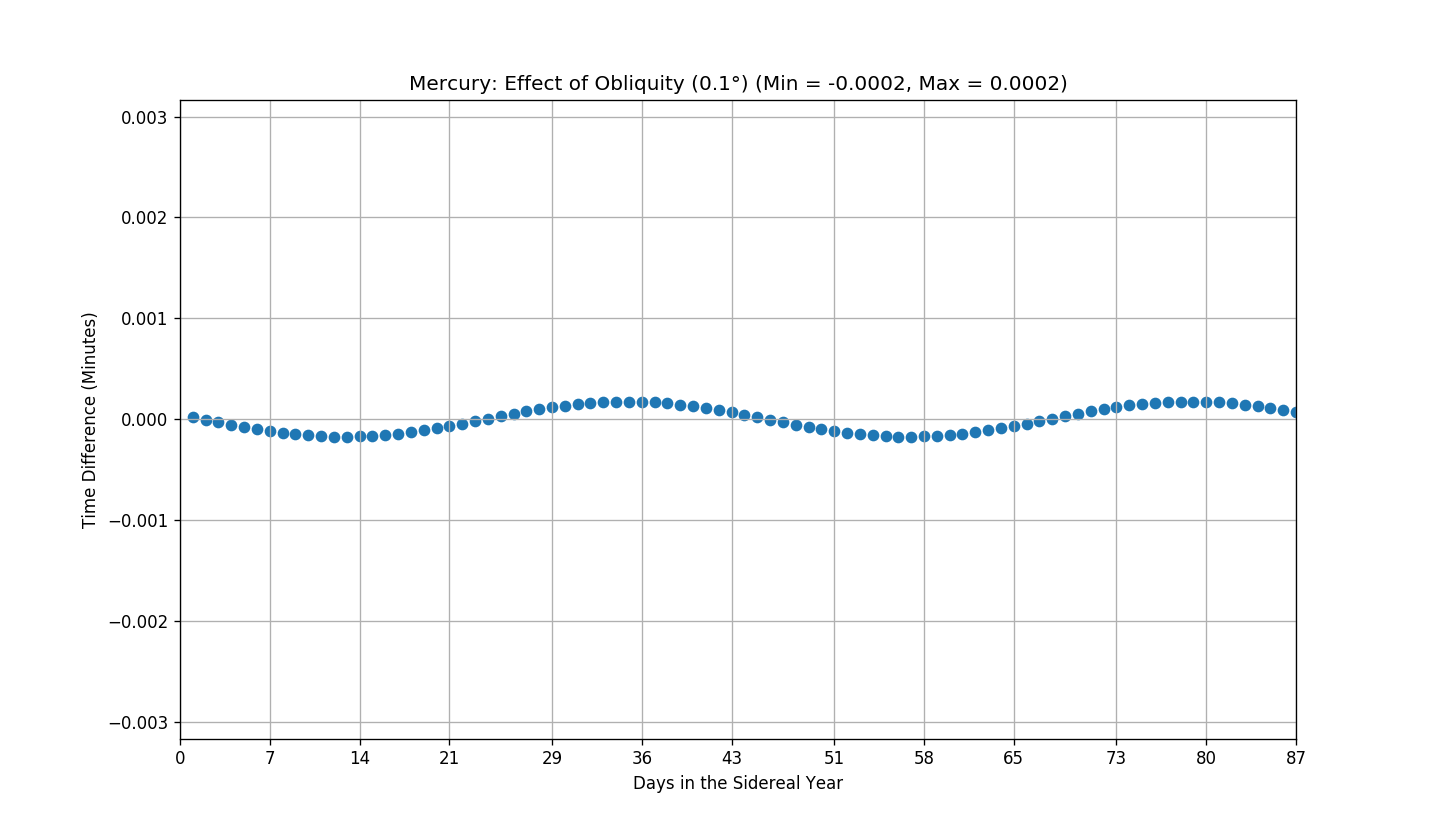 Mercury: Effect of Obliquity (0.1°) (Min = -0.0002, Max = 0.0002)
0.003
0.002
0.001
0.000
−0.001
−0.002
−0.003
Time Difference (Minutes)
0 7 14 21 29 36 43 51 58 65 73 80 87
Days in the Sidereal Year